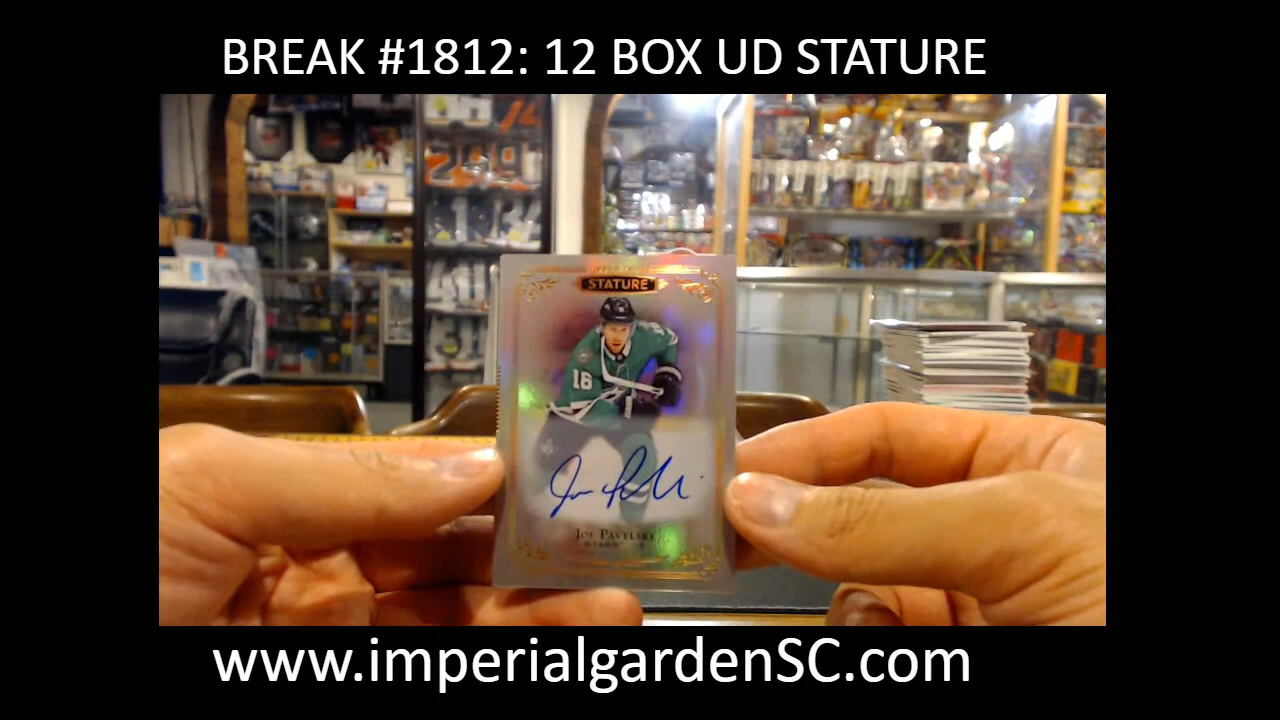 BREAK #1812: 12 BOX UD STATURE
STATURE
16
Joe Pavelski
www.imperialgardenSC.com